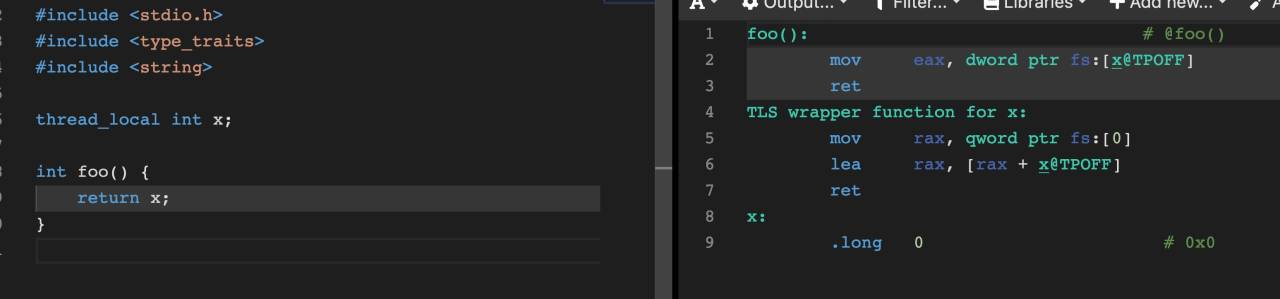 #include <stdio.h>
#include <type_traits>
#include <string>
thread_local int x;
int foo() {
    return x;
}
A Output... Filter... Libraries Add new...
1 foo(): # @foo()
2 mov eax, dword ptr fs:[x@TPOFF]
3 ret
4 TLS wrapper function for x:
5 mov rax, qword ptr fs:[0]
6 lea rax, [rax + x@TPOFF]
7 ret
8 x:
9 .long 0 # 0x0